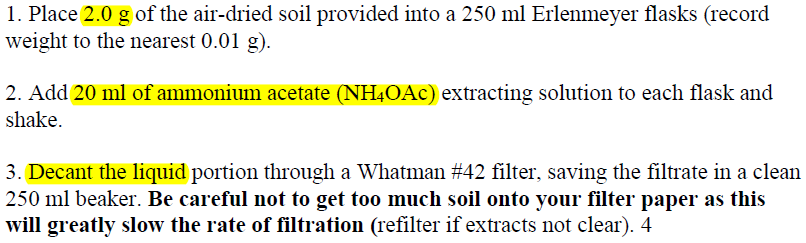 1. Place 2.0 g of the air-dried soil provided into a 250 ml Erlenmeyer flasks (record
weight to the nearest 0.01 g).
2. Add 20 ml of ammonium acetate (NH₄OAc) extracting solution to each flask and
shake.
3. Decant the liquid portion through a Whatman #42 filter, saving the filtrate in a clean
250 ml beaker. Be careful not to get too much soil onto your filter paper as this
will greatly slow the rate of filtration (refilter if extracts not clear). 4